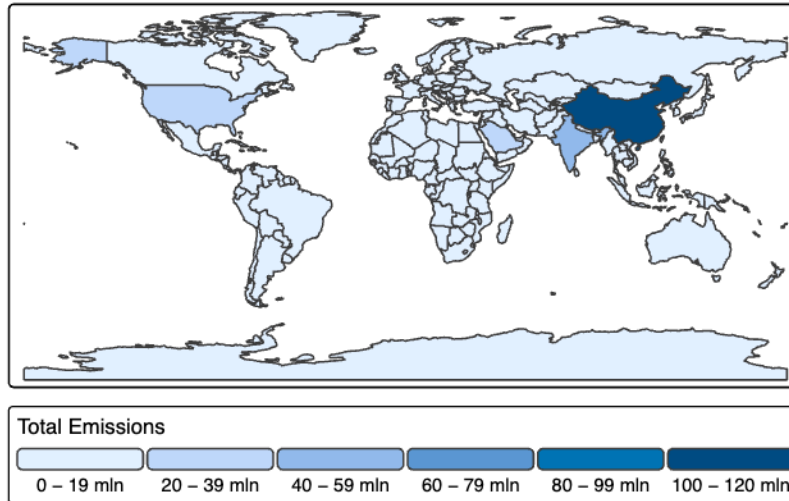 Total Emissions
0 – 19 mln 20 – 39 mln 40 – 59 mln 60 – 79 mln 80 – 99 mln 100 – 120 mln